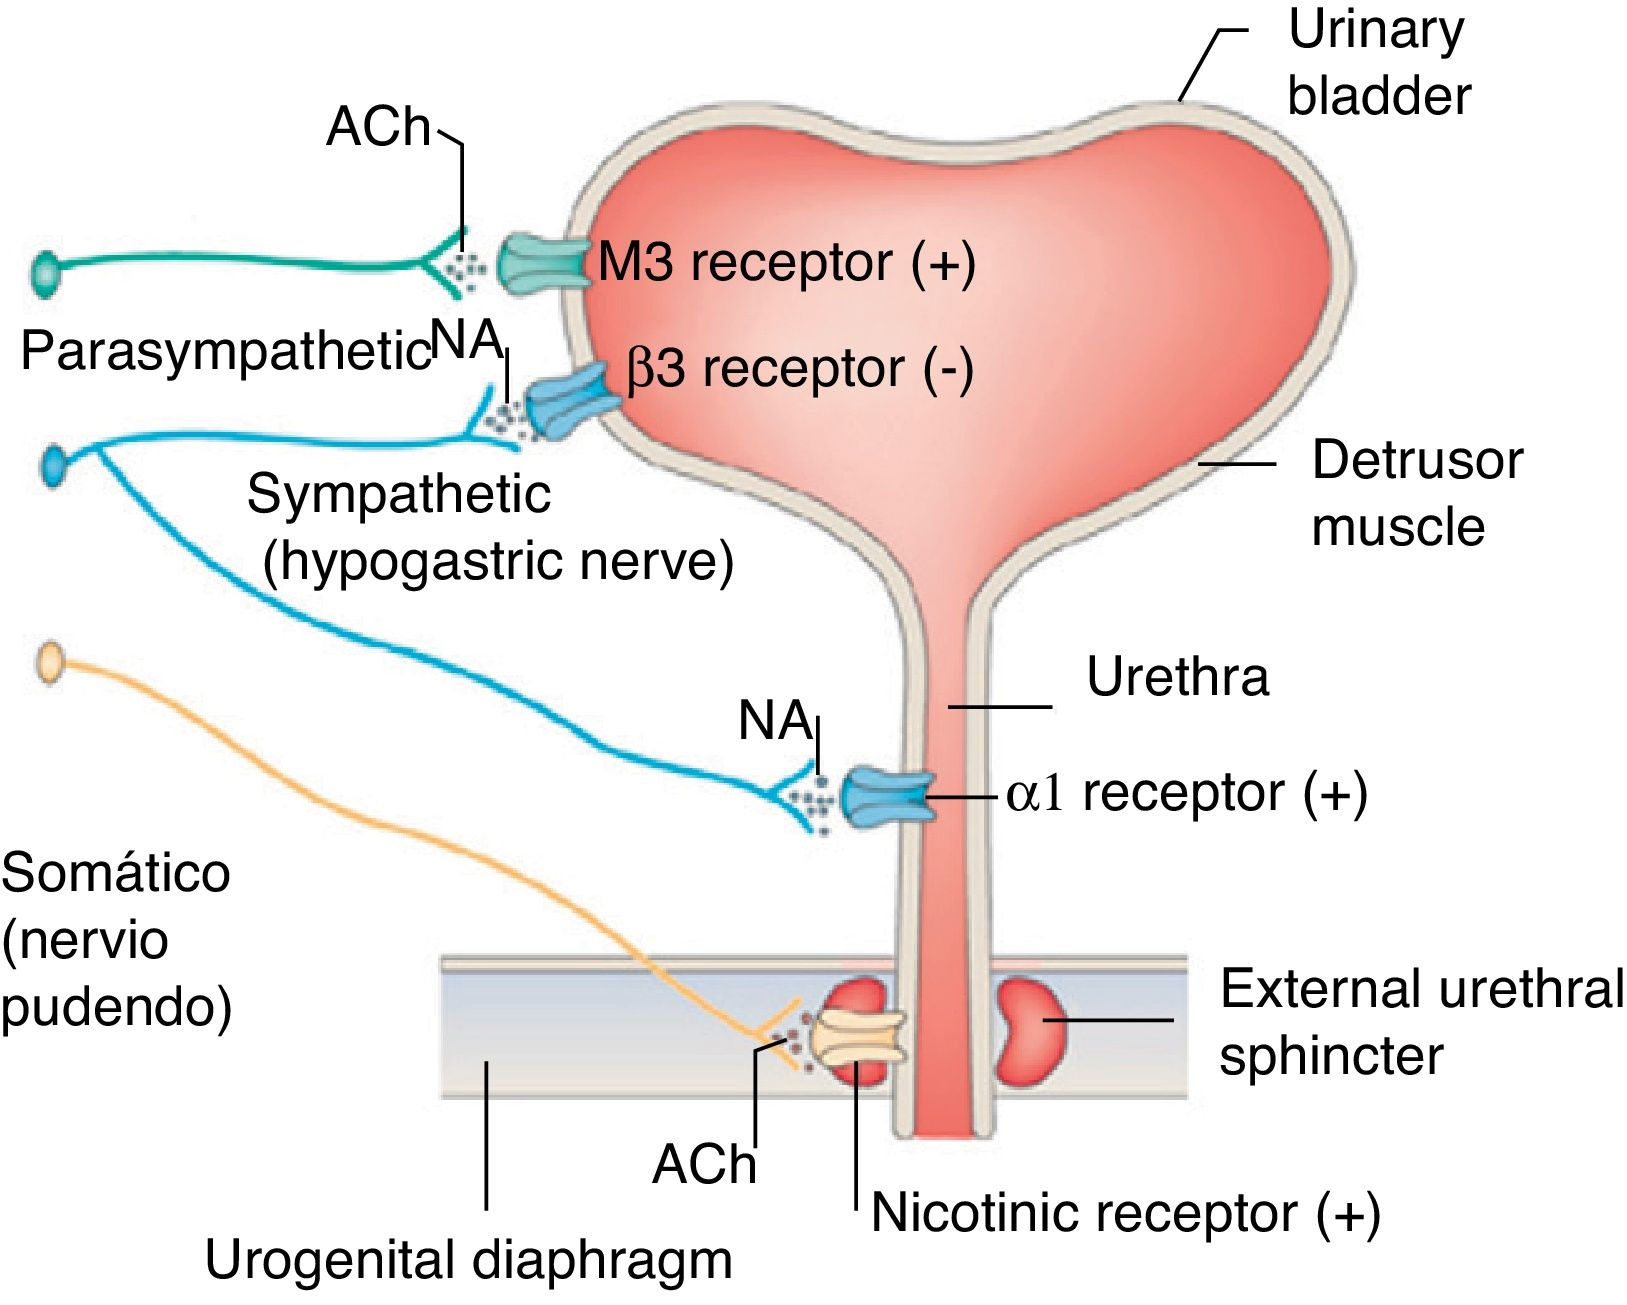 Urinary
bladder
ACh
M3 receptor (+)
Parasympathetic
NA
β3 receptor (-)
Detrusor
muscle
Sympathetic
(hypogastric nerve)
Urethra
NA
α1 receptor (+)
Somático
(nervio
pudendo)
External urethral
sphincter
ACh
Nicotinic receptor (+)
Urogenital diaphragm